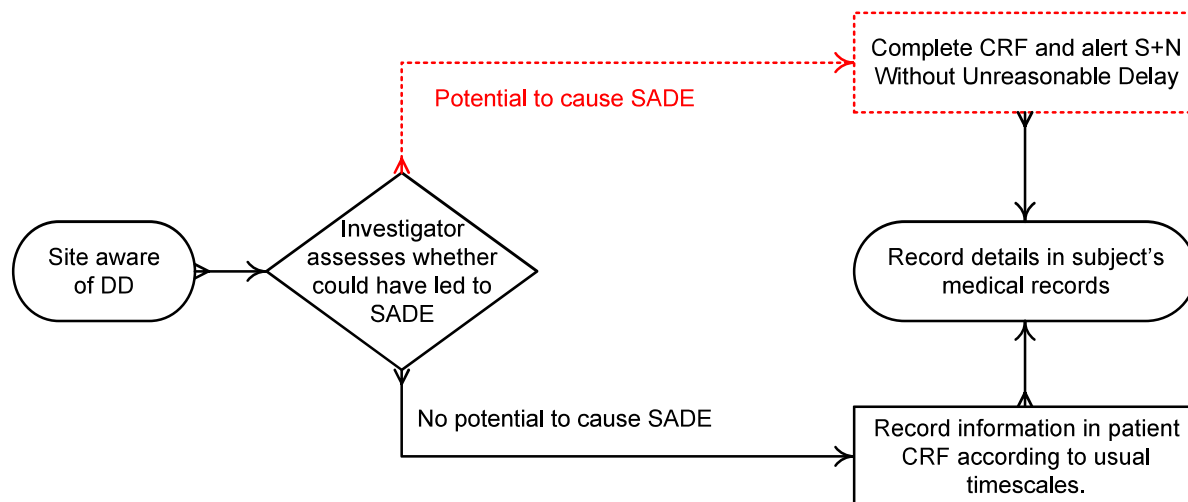 Complete CRF and alert S+N
Without Unreasonable Delay
Potential to cause SADE
Investigator
assesses whether
could have led to
SADE
Site aware
of DD
Record details in subject’s
medical records
No potential to cause SADE
Record information in patient
CRF according to usual
timescales.